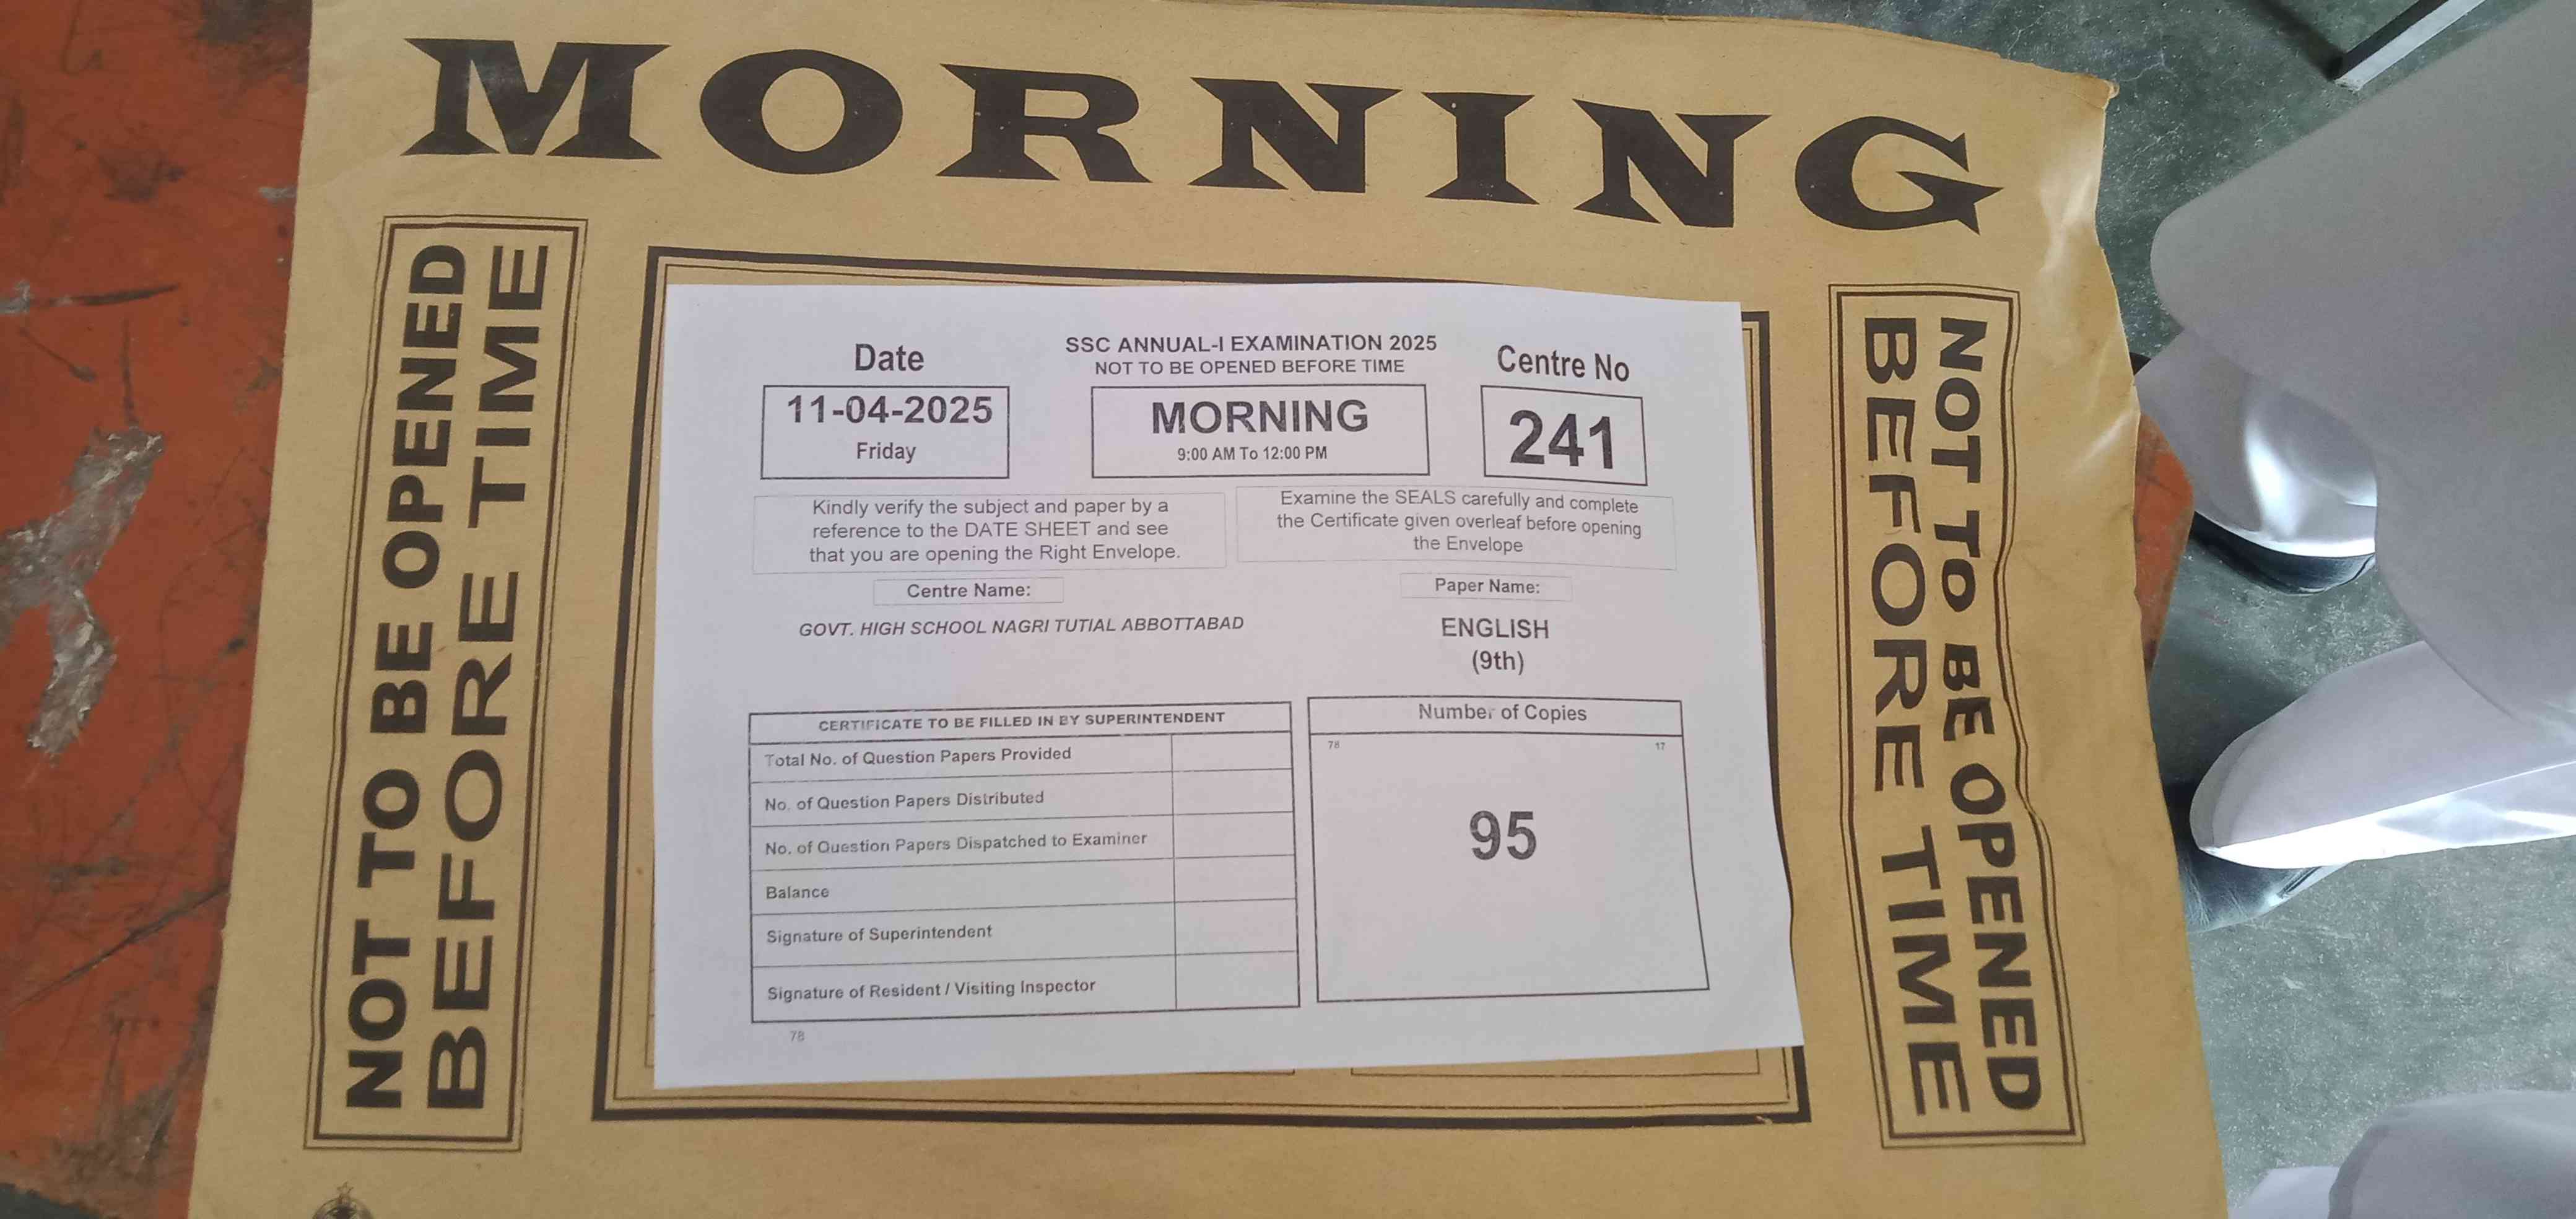 MORNING
NOT TO BE OPENED
BEFORE TIME
Date
11-04-2025
Friday
SSC ANNUAL-I EXAMINATION 2025
NOT TO BE OPENED BEFORE TIME
MORNING
9:00 AM To 12:00 PM
Centre No
241
Kindly verify the subject and paper by a
reference to the DATE SHEET and see
that you are opening the Right Envelope.
Examine the SEALS carefully and complete
the Certificate given overleaf before opening
the Envelope
Centre Name:
GOVT. HIGH SCHOOL NAGRI TUTIAL ABBOTTABAD
Paper Name:
ENGLISH
(9th)
CERTIFICATE TO BE FILLED IN BY SUPERINTENDENT
Total No. of Question Papers Provided
No. of Question Papers Distributed
No. of Question Papers Dispatched to Examiner
Balance
Signature of Superintendent
Signature of Resident / Visiting Inspector
78
Number of Copies
78 17
95
NOT TO BE OPENED
BEFORE TIME